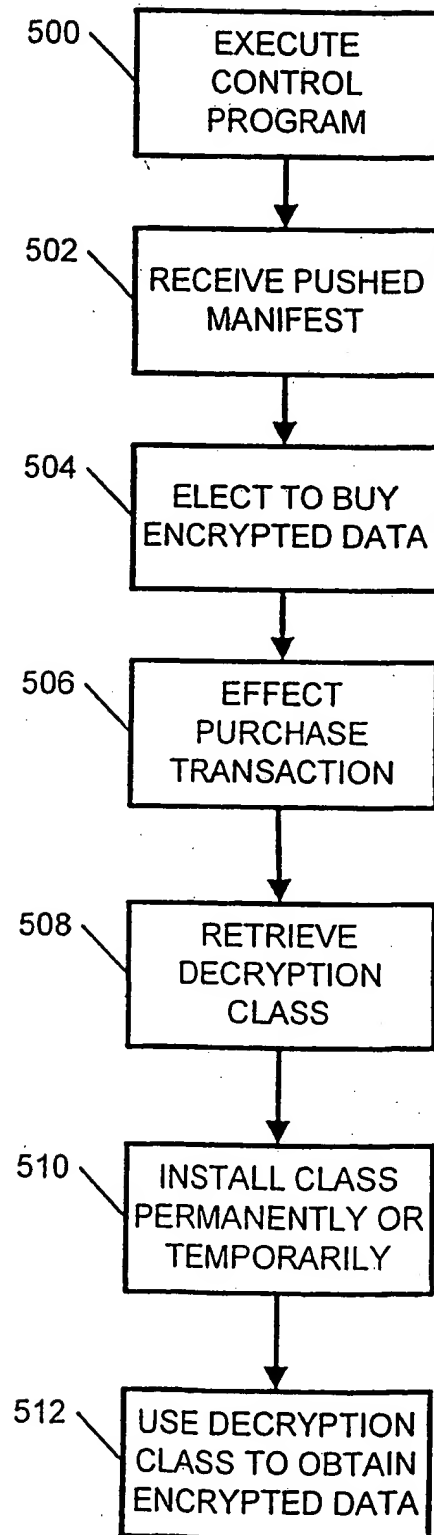 500
EXECUTE
CONTROL
PROGRAM
502
RECEIVE PUSHED
MANIFEST
504
ELECT TO BUY
ENCRYPTED DATA
506
EFFECT
PURCHASE
TRANSACTION
508
RETRIEVE
DECRYPTION
CLASS
510
INSTALL CLASS
PERMANENTLY OR
TEMPORARILY
512
USE DECRYPTION
CLASS TO OBTAIN
ENCRYPTED DATA